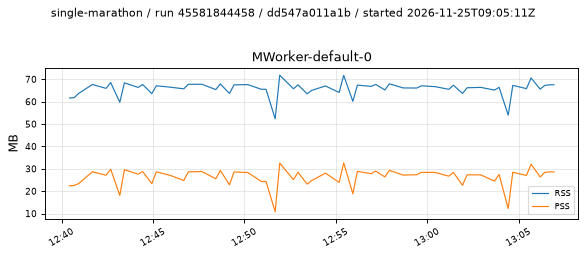 single-marathon / run 45581844458 / dd547a011a1b / started 2026-11-25T09:05:11Z
MWorker-default-0
MB
70
60
50
40
30
20
10
12:40
12:45
12:50
12:55
13:00
13:05
RSS
PSS